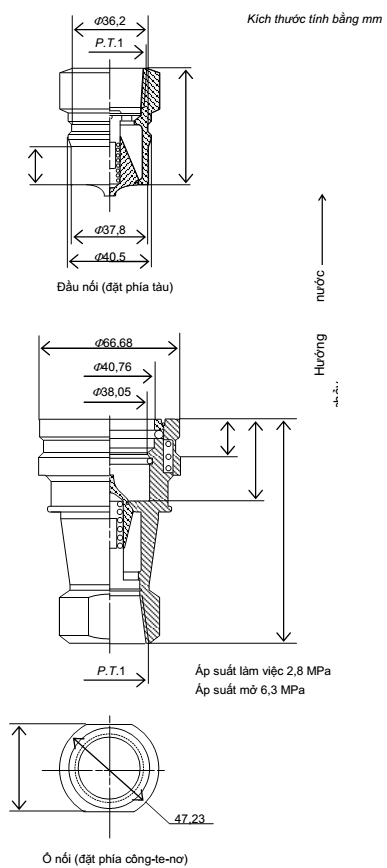 Kích thước tính bằng mm
Φ36,2
P.T.1
Φ37,8
Φ40,5
Đầu nối (đặt phía tàu)
Hướng nước
Φ66,68
Φ40,76
Φ38,05
P.T.1
Áp suất làm việc 2,8 MPa
Áp suất mở 6,3 MPa
47,23
Ổ nối (đặt phía công-te-nơ)